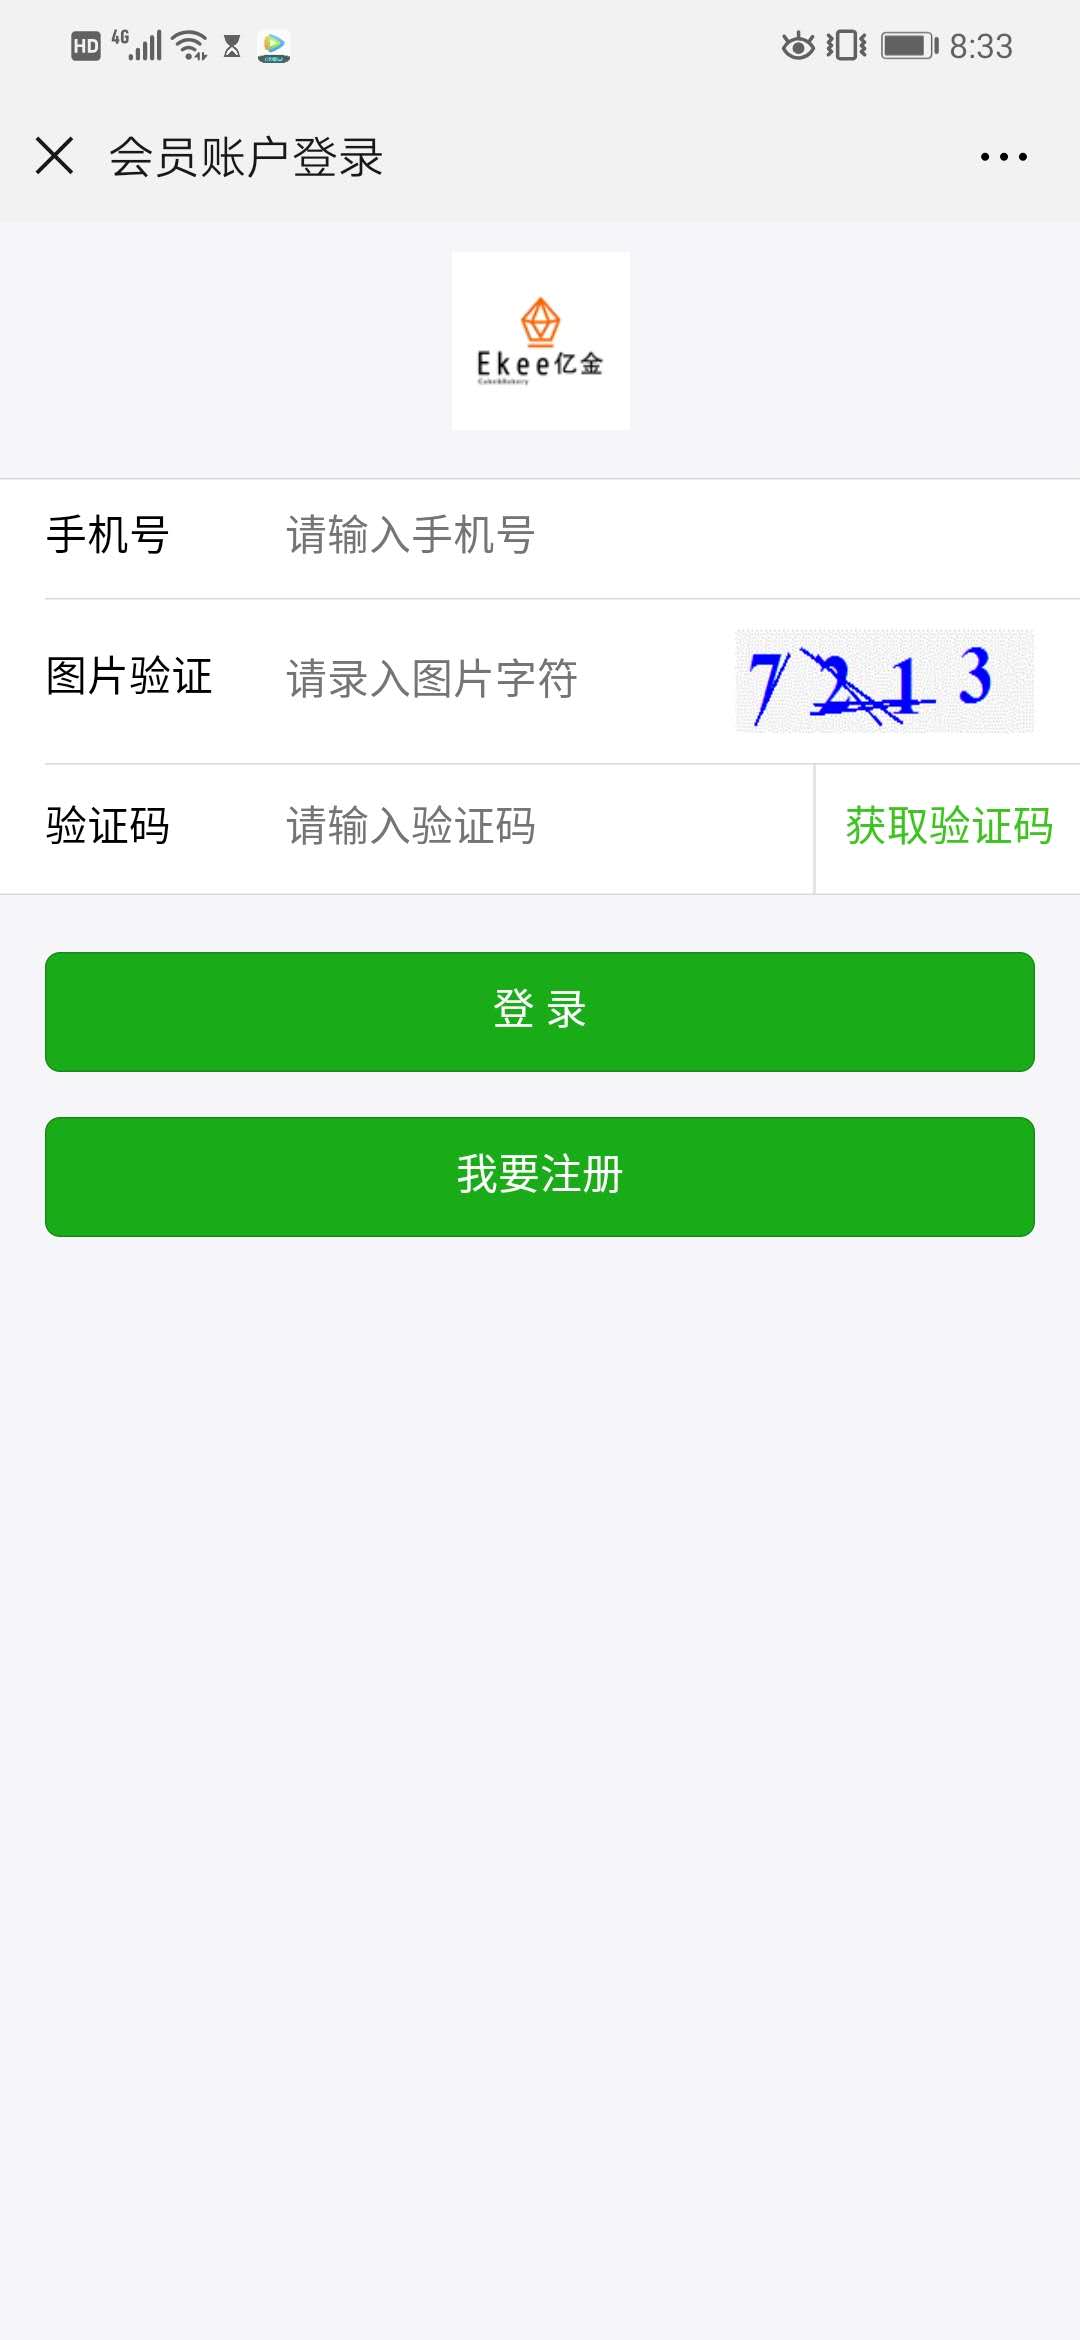 HD 4G 8:33
会员账户登录
Ekee亿金
Cake&Bakery
手机号 请输入手机号
图片验证 请录入图片字符 7213
验证码 请输入验证码 获取验证码
登 录
我要注册